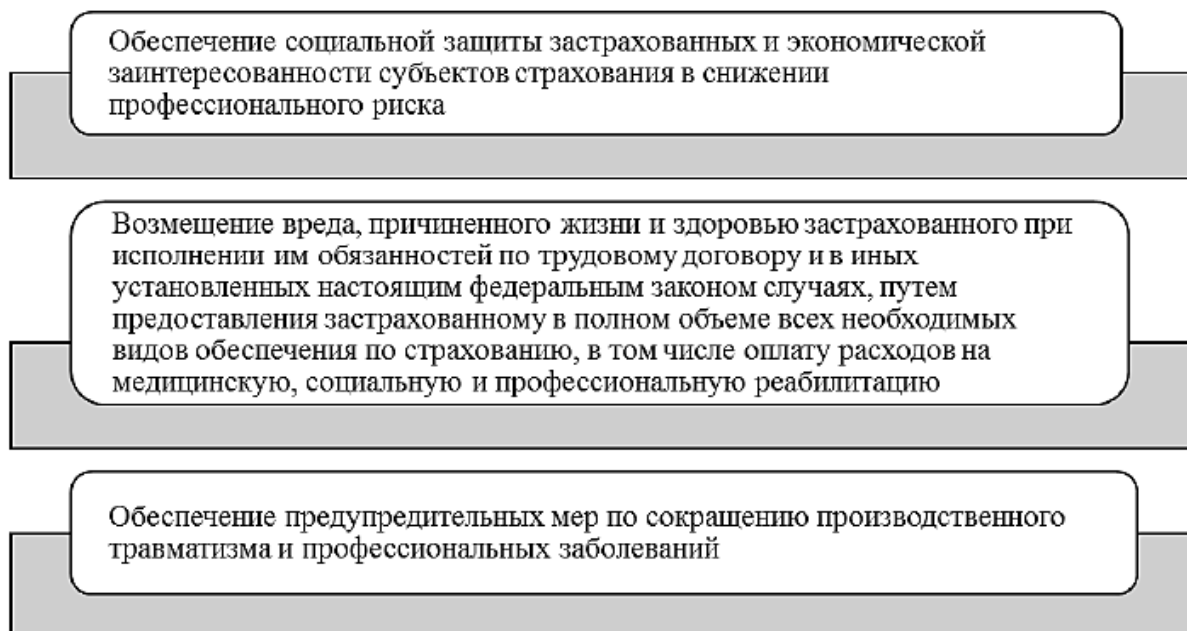 Обеспечение социальной защиты застрахованных и экономической
заинтересованности субъектов страхования в снижении
профессионального риска
Возмещение вреда, причиненного жизни и здоровью застрахованного при
исполнении им обязанностей по трудовому договору и в иных
установленных настоящим федеральным законом случаях, путем
предоставления застрахованному в полном объеме всех необходимых
видов обеспечения по страхованию, в том числе оплату расходов на
медицинскую, социальную и профессиональную реабилитацию
Обеспечение предупредительных мер по сокращению производственного
травматизма и профессиональных заболеваний